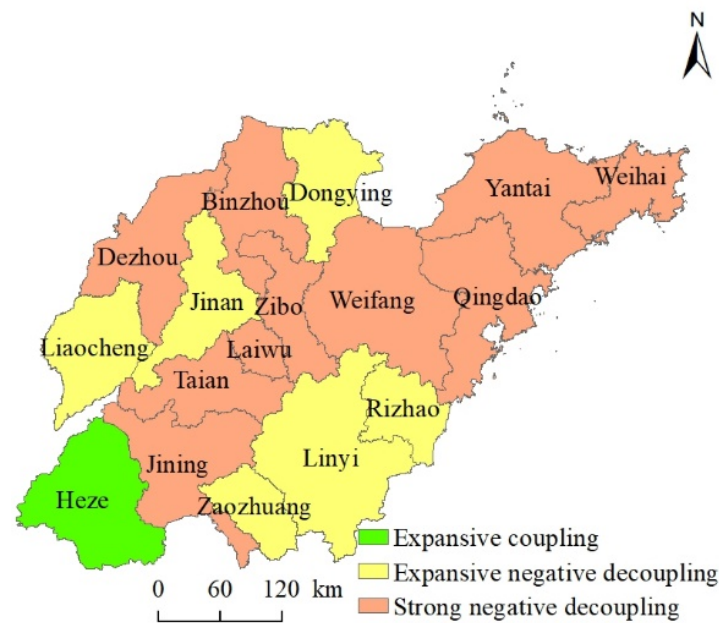 N
Weihai
Yantai
Binzhou
Dongying
Dezhou
Jinan
Zibo
Weifang
Qingdao
Liaocheng
Laiwu
Taian
Rizhao
Jining
Linyi
Heze
Zaozhuang
Expansive coupling
Expansive negative decoupling
Strong negative decoupling
0 60 120 km